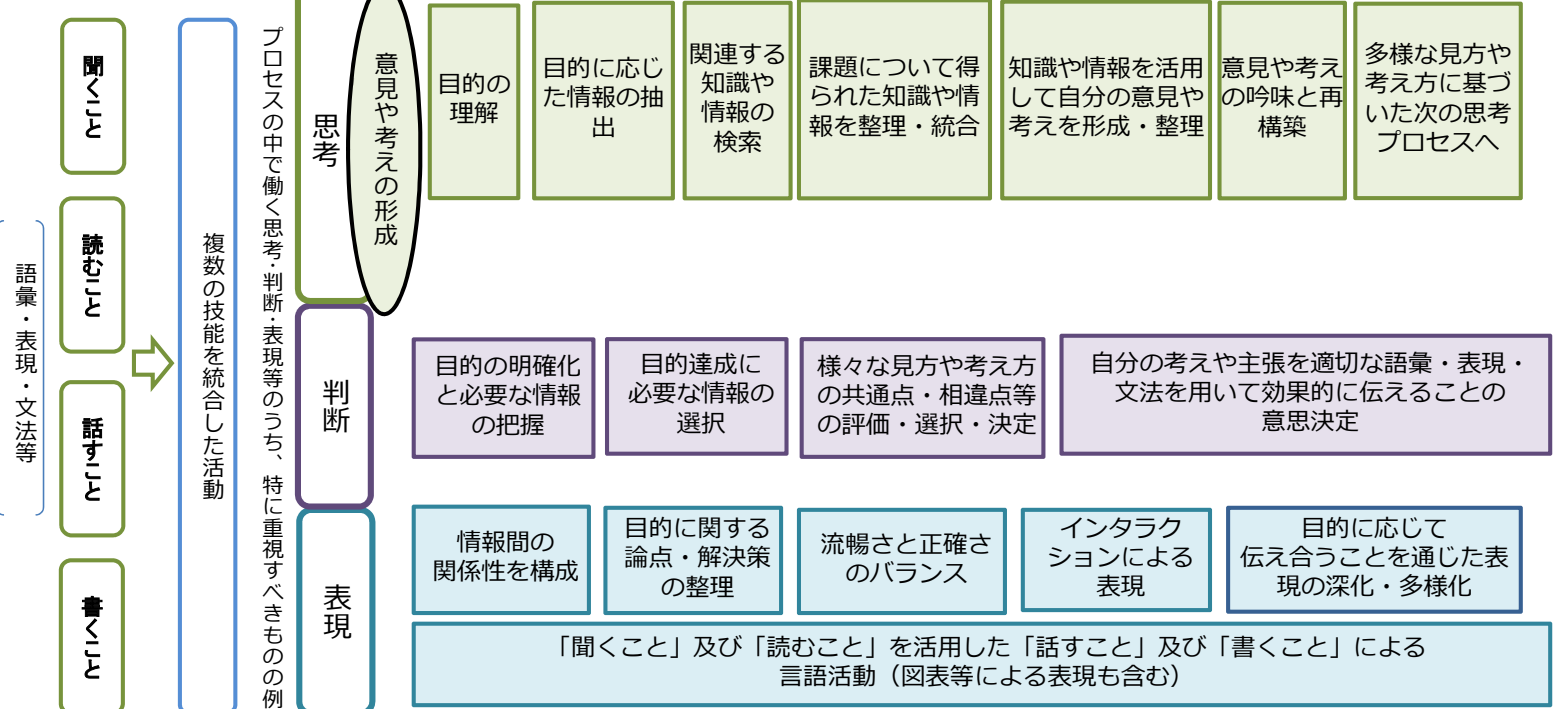 語彙・表現・文法等
聞くこと
読むこと
話すこと
書くこと
複数の技能を統合した活動
プロセスの中で働く思考・判断・表現等のうち、特に重視すべきものの例
思考
意見や考えの形成
目的の
理解
目的に応じ
た情報の抽
出
関連する
知識や
情報の
検索
課題について得
られた知識や情
報を整理・統合
知識や情報を活用
して自分の意見や
考えを形成・整理
意見や考え
の吟味と再
構築
多様な見方や
考え方に基づ
いた次の思考
プロセスへ
判断
目的の明確化
と必要な情報
の把握
目的達成に
必要な情報の
選択
様々な見方や考え方
の共通点・相違点等
の評価・選択・決定
自分の考えや主張を適切な語彙・表現・
文法を用いて効果的に伝えることの
意思決定
表現
情報間の
関係性を構成
目的に関する
論点・解決策
の整理
流暢さと正確さ
のバランス
インタラク
ションによる
表現
目的に応じて
伝え合うことを通じた表
現の深化・多様化
「聞くこと」及び「読むこと」を活用した「話すこと」及び「書くこと」による
言語活動（図表等による表現も含む）